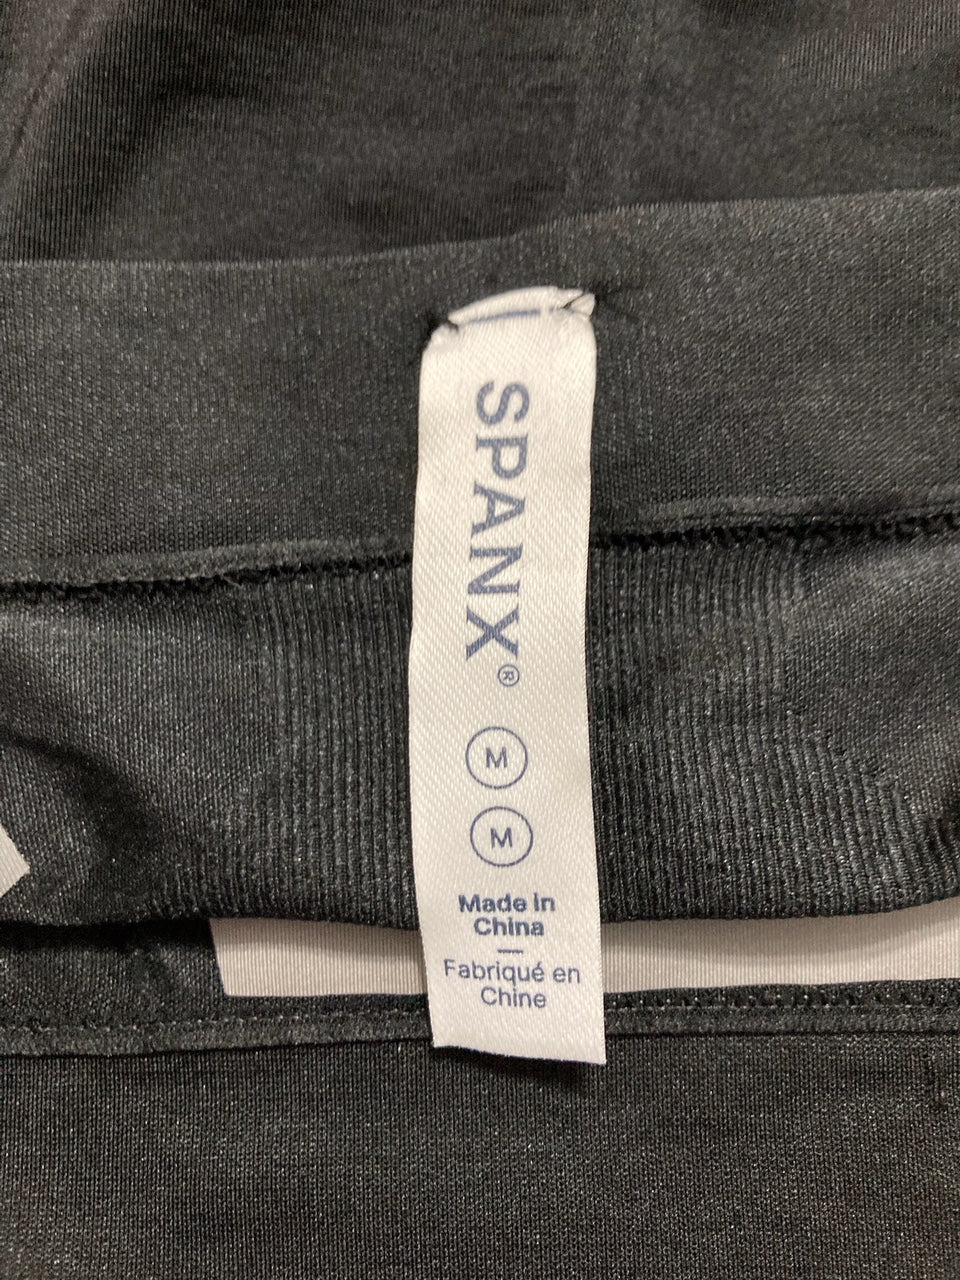 SPANX®
M
M
Made in
China
—
Fabriqué en
Chine